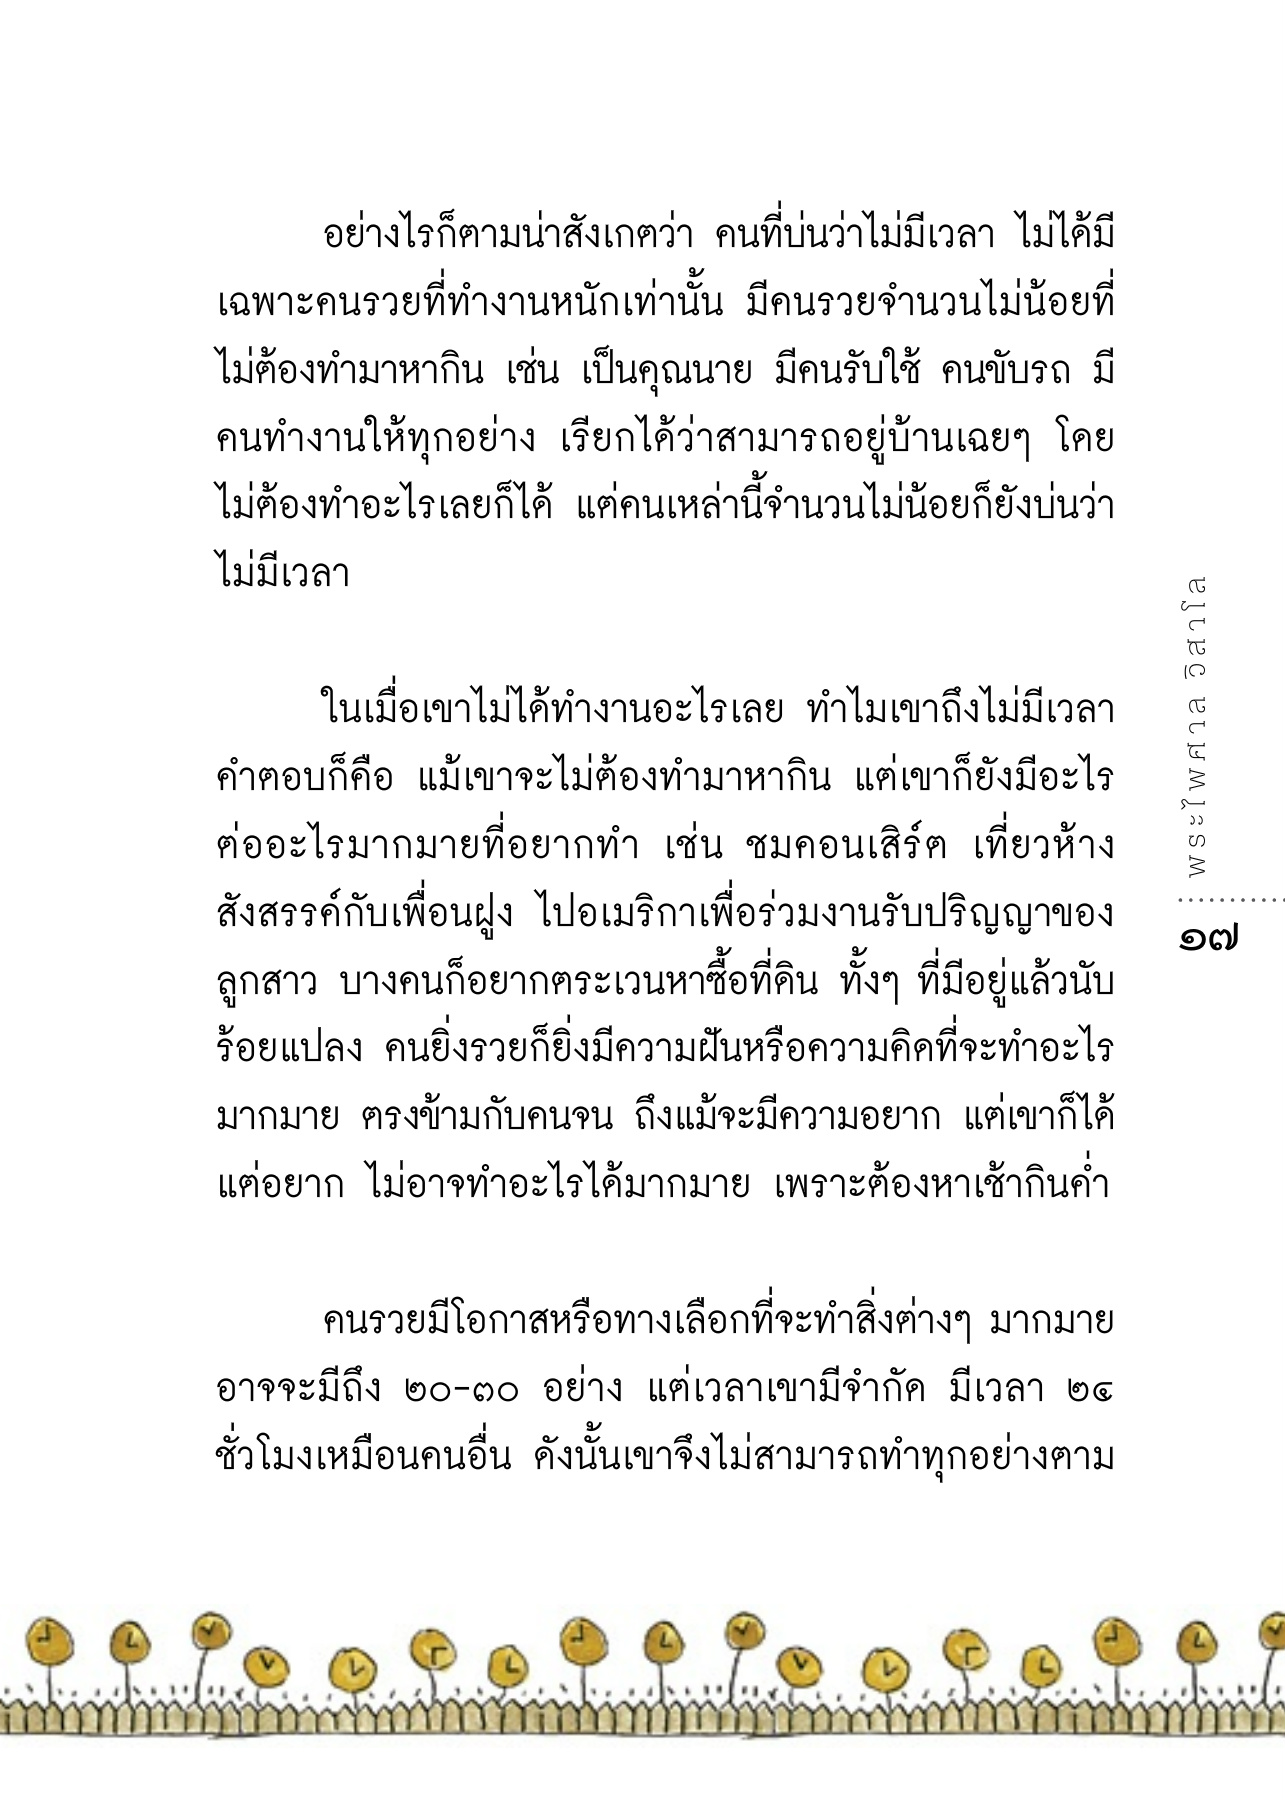 อย่างไรก็ตามน่าสังเกตว่า คนที่บ่นว่าไม่มีเวลา ไม่ได้มี
เฉพาะคนรวยที่ทำงานหนักเท่านั้น มีคนรวยจำนวนไม่น้อยที่
ไม่ต้องทำมาหากิน เช่น เป็นคุณนาย มีคนรับใช้ คนขับรถ มี
คนทำงานให้ทุกอย่าง เรียกได้ว่าสามารถอยู่บ้านเฉยๆ โดย
ไม่ต้องทำอะไรเลยก็ได้ แต่คนเหล่านี้จำนวนไม่น้อยก็ยังบ่นว่า
ไม่มีเวลา
ในเมื่อเขาไม่ได้ทำงานอะไรเลย ทำไมเขาถึงไม่มีเวลา
คำตอบก็คือ แม้เขาจะไม่ต้องทำมาหากิน แต่เขาก็ยังมีอะไร
ต่ออะไรมากมายที่อยากทำ เช่น ชมคอนเสิร์ต เที่ยวห้าง
สังสรรค์กับเพื่อนฝูง ไปอเมริกาเพื่อร่วมงานรับปริญญาของ
ลูกสาว บางคนก็อยากตระเวนหาซื้อที่ดิน ทั้งๆ ที่มีอยู่แล้วนับ
ร้อยแปลง คนยิ่งรวยก็ยิ่งมีความฝันหรือความคิดที่จะทำอะไร
มากมาย ตรงข้ามกับคนจน ถึงแม้จะมีความอยาก แต่เขาก็ได้
แต่อยาก ไม่อาจทำอะไรได้มากมาย เพราะต้องหาเช้ากินค่ำ
คนรวยมีโอกาสหรือทางเลือกที่จะทำสิ่งต่างๆ มากมาย
อาจจะมีถึง ๒๐-๓๐ อย่าง แต่เวลาเขามีจำกัด มีเวลา ๒๔
ชั่วโมงเหมือนคนอื่น ดังนั้นเขาจึงไม่สามารถทำทุกอย่างตาม
พระไพศาล วิสาโล
๑๗